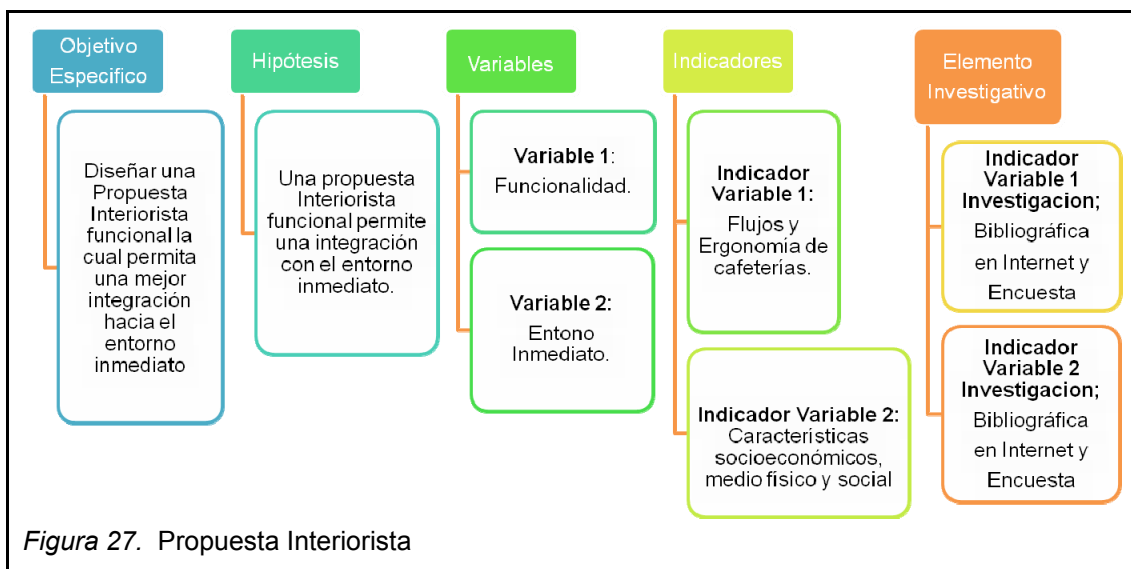 Objetivo
Especifico
Diseñar una
Propuesta
Interiorista
funcional la
cual permita
una mejor
integración
hacia el
entorno
inmediato
Hipótesis
Una propuesta
Interiorista
funcional permite
una integración
con el entorno
inmediato.
Variables
Variable 1:
Funcionalidad.
Variable 2:
Entono
Inmediato.
Indicadores
Indicador
Variable 1:
Flujos y
Ergonomía de
cafeterías.
Indicador Variable 2:
Características
socioeconómicos,
medio físico y social
Elemento
Investigativo
Indicador
Variable 1
Investigacion;
Bibliográfica
en Internet y
Encuesta
Indicador
Variable 2
Investigacion;
Bibliográfica
en Internet y
Encuesta
Figura 27. Propuesta Interiorista